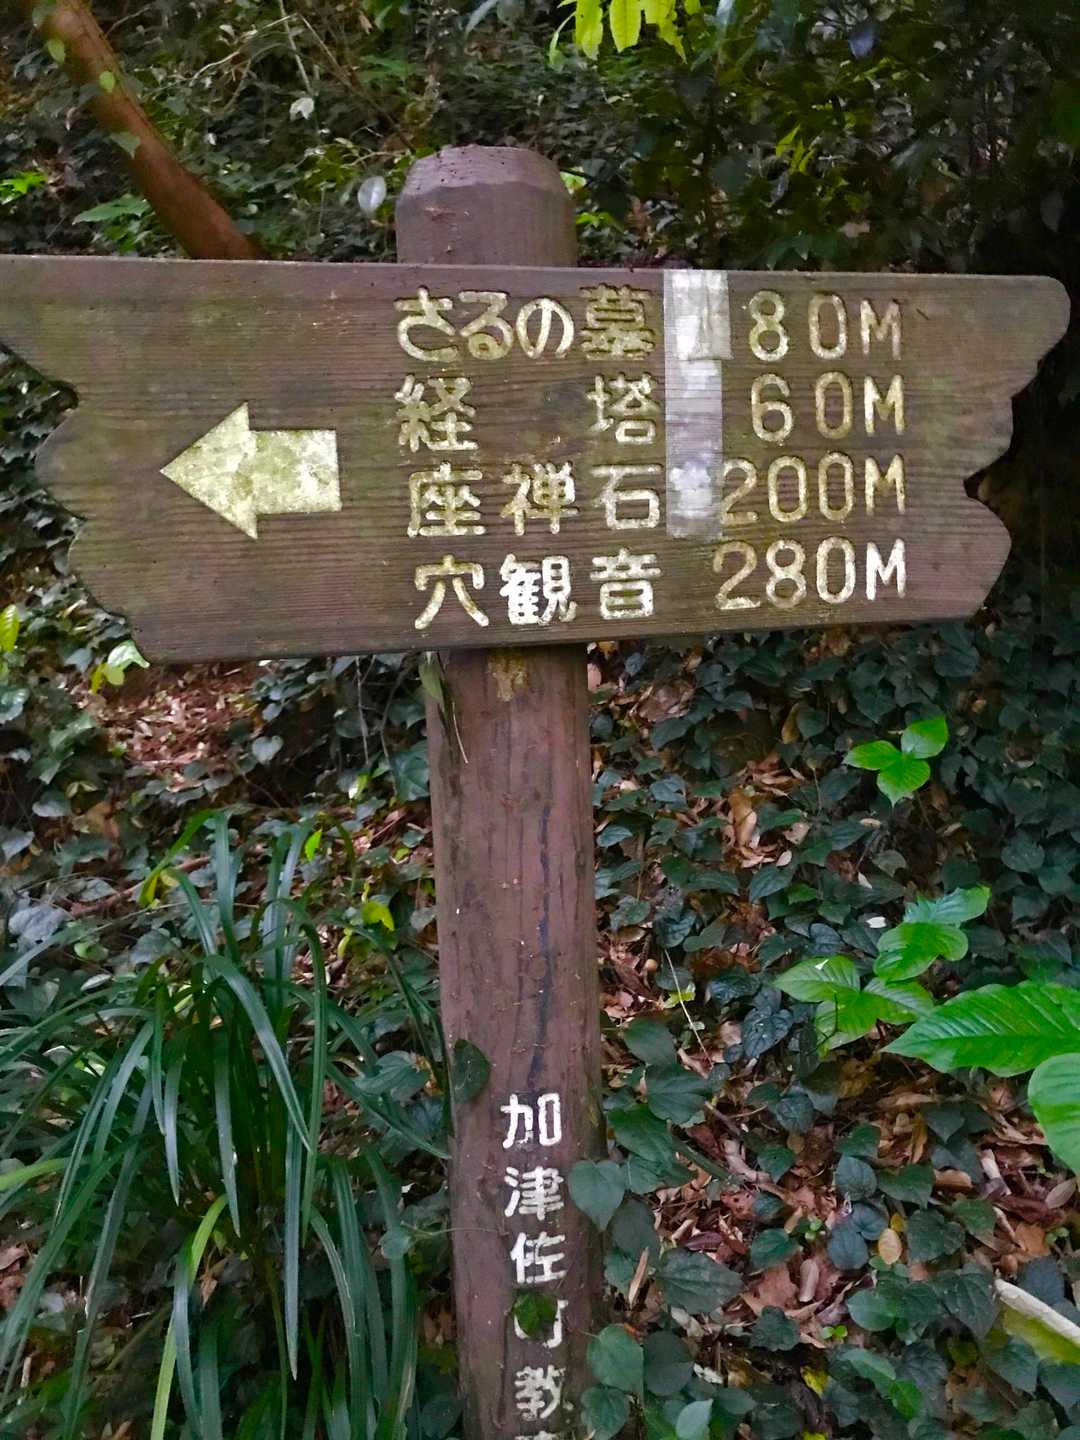 さるの墓 80M
経塔 60M
座禅石 200M
穴観音 280M
加津佐町教